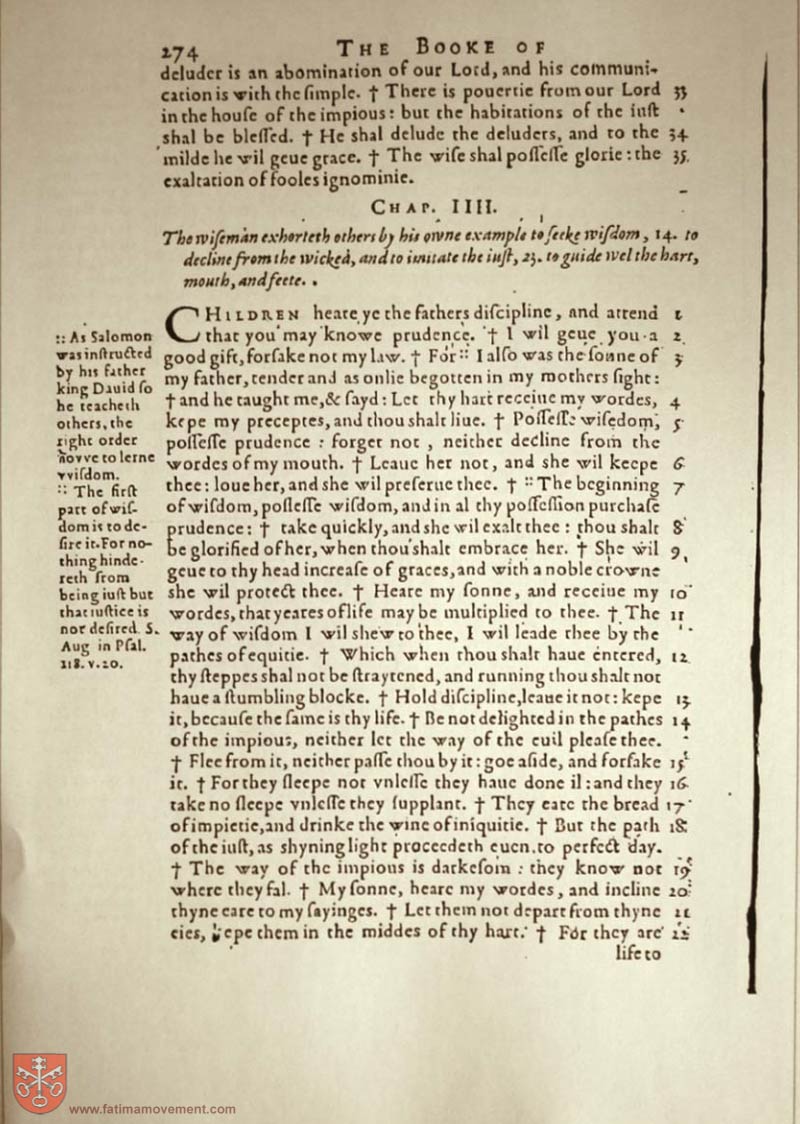 274 THE BOOKE OF
deluder is an abomination of our Lord, and his communi-
cation is with the simple. † There is pouertie from our Lord 33
in the house of the impious: but the habitations of the iust
shal be blessed. † He shal delude the deluders, and to the 34
milde he wil geue grace. † The wise shal possesse glorie: the 35.
exaltation of fooles ignominie.
CHAP. IIII.
The wiseman exhorteth others by his owne example to seeke wisdom, 14. to
decline from the wicked, and to imitate the iust, 23. to guide wel the hart,
mouth, and feete.
CHILDREN heare ye the fathers discipline, and attend 1
that you may knowe prudence. † I wil geue you a 2
good gift, forsake not my law. † For :: I also was the sonne of 3
my father, tender and as onlie begotten in my mothers sight:
† and he taught me, & sayd: Let thy hart receiue my wordes, 4
kepe my preceptes, and thou shalt liue. † Possesse wisedom, 5
possesse prudence: forget not, neither decline from the
wordes of my mouth. † Leaue her not, and she wil keepe 6
thee: loue her, and she wil preserue thee. † :: The beginning 7
of wisdom, possesse wisdom, and in al thy possession purchase
prudence: † take quickly, and she wil exalt thee: thou shalt 8
be glorified of her, when thou shalt embrace her. † She wil 9
geue to thy head increase of graces, and with a noble crowne
she wil protect thee. † Heare my sonne, and receiue my 10
wordes, that yeares of life may be multiplied to thee. † The 11
way of wisdom I wil shew to thee, I wil leade thee by the
pathes of equitie. † Which when thou shalt haue entered, 12
thy steppes shal not be straytened, and running thou shalt not
haue a stumbling blocke. † Hold discipline, leaue it not: kepe 13
it, because the same is thy life. † Be not delighted in the pathes 14
of the impious, neither let the way of the euil please thee.
† Flee from it, neither passe thou by it: goe aside, and forsake 15
it. † For they sleepe not vnlesse they haue done il: and they 16
take no sleepe vnlesse they supplant. † They eate the bread 17
of impietie, and drinke the wine of iniquitie. † But the path 18
of the iust, as shyning light proceedeth euen to perfect day.
† The way of the impious is darkesom: they know not 19
where they fal. † My sonne, heare my wordes, and incline 20
thyne eare to my sayinges. † Let them not depart from thyne 21
eies, kepe them in the middes of thy hart. † For they are 22
life to
:: As Salomon
was instructed
by his father
king Dauid so
he teacheth
others, the
right order
hovve to lerne
vvisdom.
:: The first
part of wis-
dom is to de-
sire it. For no-
thing hinde-
reth from
being iust but
that iustice is
not desired. S.
Aug in Psal.
118. v. 20.
www.fatimamovement.com